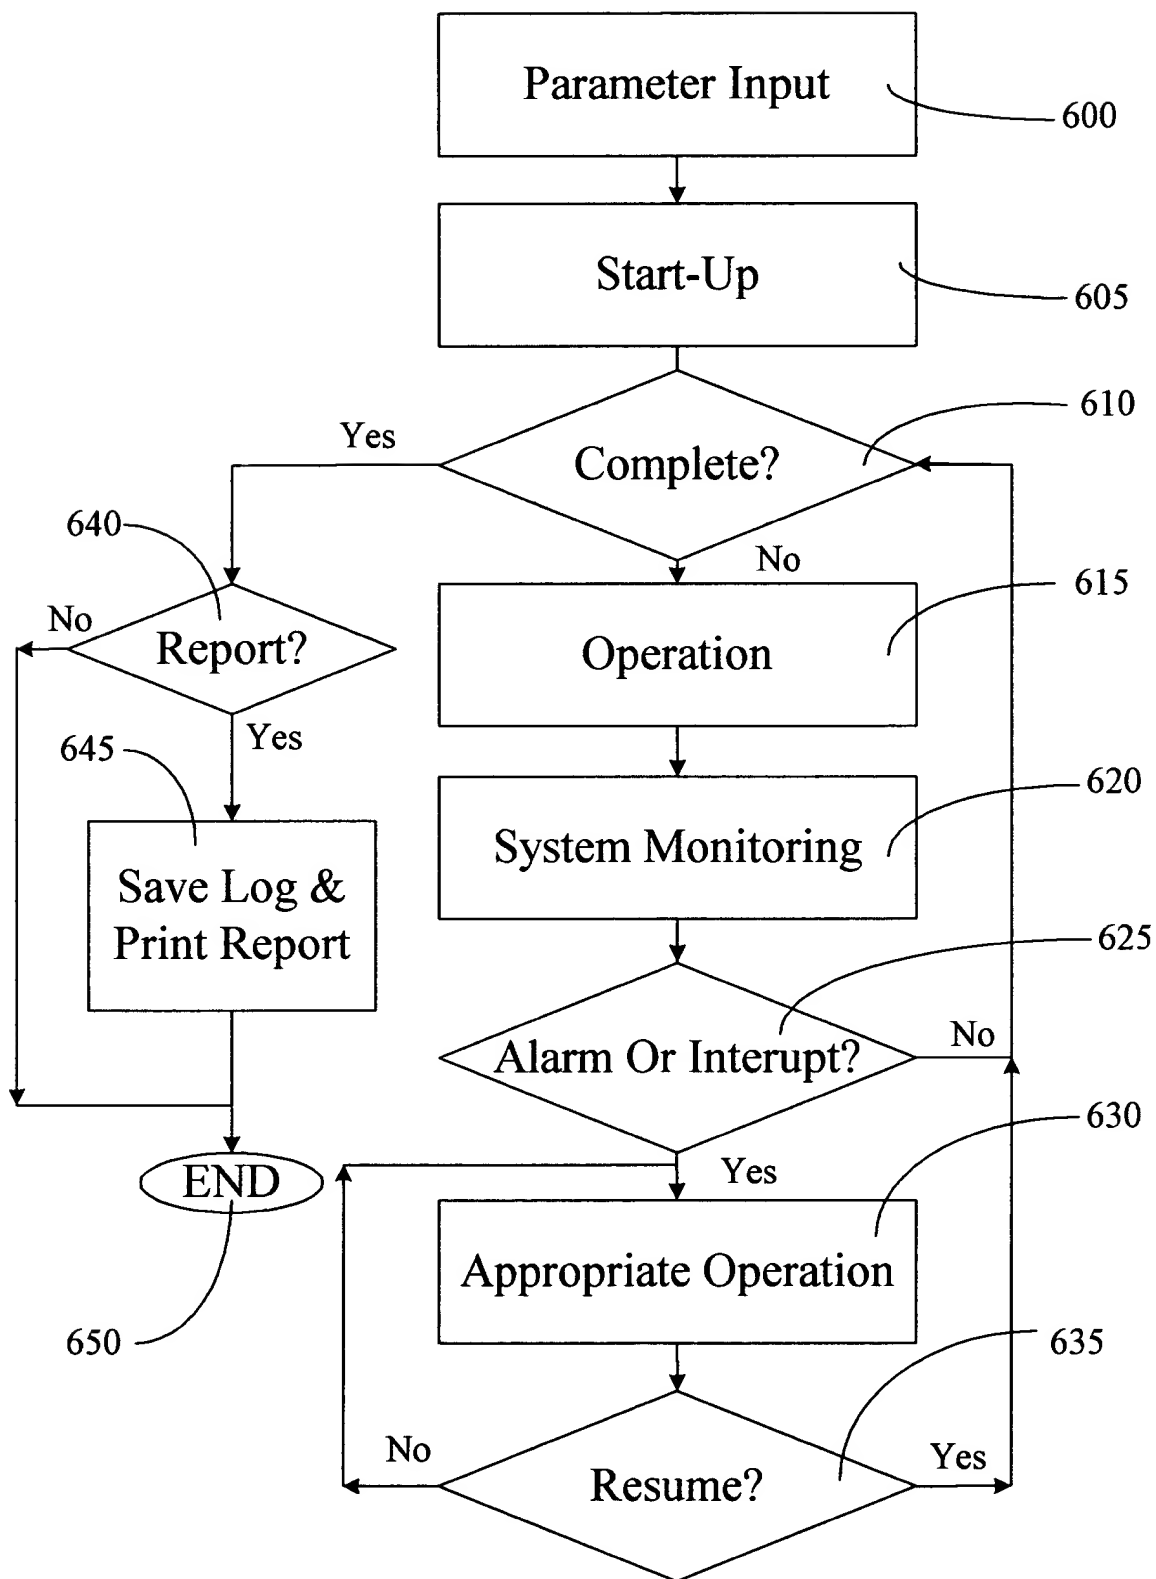 Parameter Input
600
Start-Up
605
610
Yes
Complete?
640
No
615
No
Report?
Operation
Yes
645
620
System Monitoring
Save Log &
Print Report
625
No
Alarm Or Interupt?
630
Yes
END
Appropriate Operation
650
635
No
Yes
Resume?